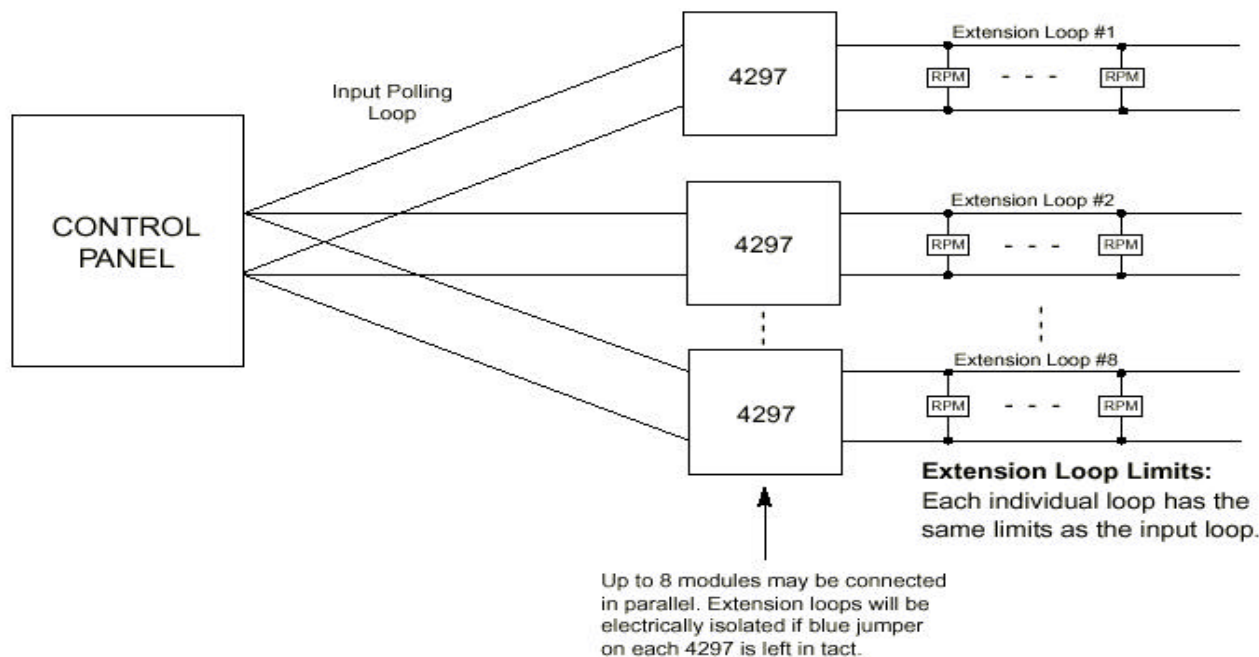 Extension Loop #1
4297
RPM
RPM
Input Polling
Loop
CONTROL
PANEL
Extension Loop #2
4297
RPM
RPM
Extension Loop #8
4297
RPM
RPM
Extension Loop Limits:
Each individual loop has the
same limits as the input loop.
Up to 8 modules may be connected
in parallel. Extension loops will be
electrically isolated if blue jumper
on each 4297 is left in tact.